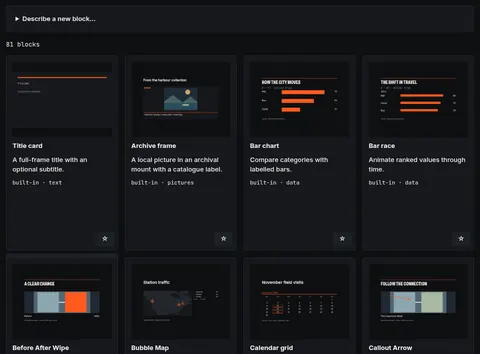 ▶ Describe a new block...
81 blocks
From the harbour collection
HOW THE CITY MOVES
THE SHIFT IN TRAVEL
Title card
A full-frame title with an
optional subtitle.
built-in · text
Archive frame
A local picture in an archival
mount with a catalogue label.
built-in · pictures
Bar chart
Compare categories with
labelled bars.
built-in · data
Bar race
Animate ranked values through
time.
built-in · data
A CLEAR CHANGE
Station traffic
November field visits
FOLLOW THE CONNECTION
Before After Wipe
Bubble Map
Calendar grid
Callout Arrow